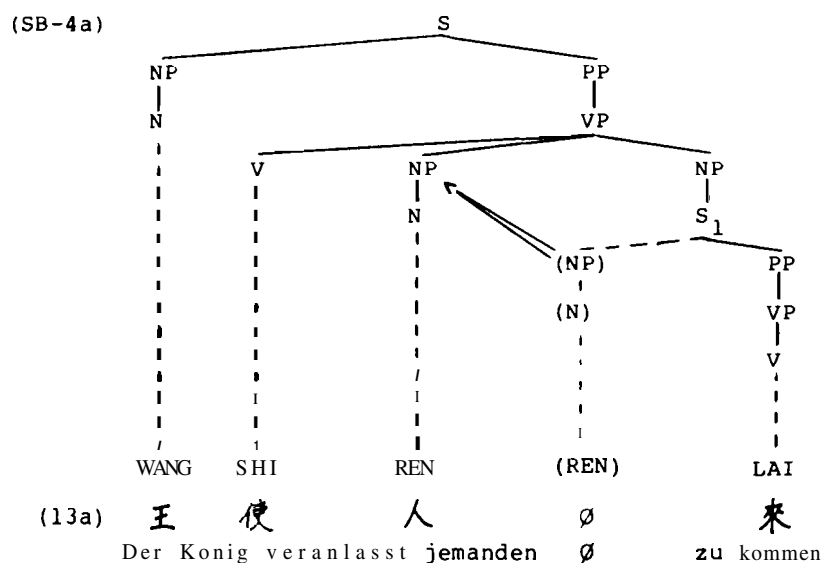 (SB-4a) S
NP PP
N VP
V NP NP
N S1
(NP) PP
(N) VP
V
WANG SHI REN (REN) LAI
(13a) 王 使 人 ∅ 來
Der Konig veranlasst jemanden ∅ zu kommen